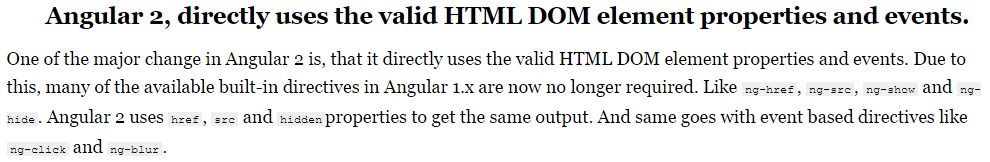 Angular 2, directly uses the valid HTML DOM element properties and events.
One of the major change in Angular 2 is, that it directly uses the valid HTML DOM element properties and events. Due to
this, many of the available built-in directives in Angular 1.x are now no longer required. Like ng-href, ng-src, ng-show and ng-
hide. Angular 2 uses href, src and hidden properties to get the same output. And same goes with event based directives like
ng-click and ng-blur.